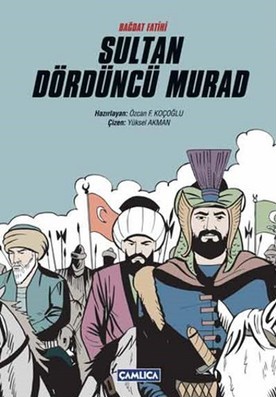 BAĞDAT FATİHİ
SULTAN
DÖRDÜNCÜ MURAD
Hazırlayan: Özcan F. KOÇOĞLU
Çizen: Yüksel AKMAN
ÇAMLICA